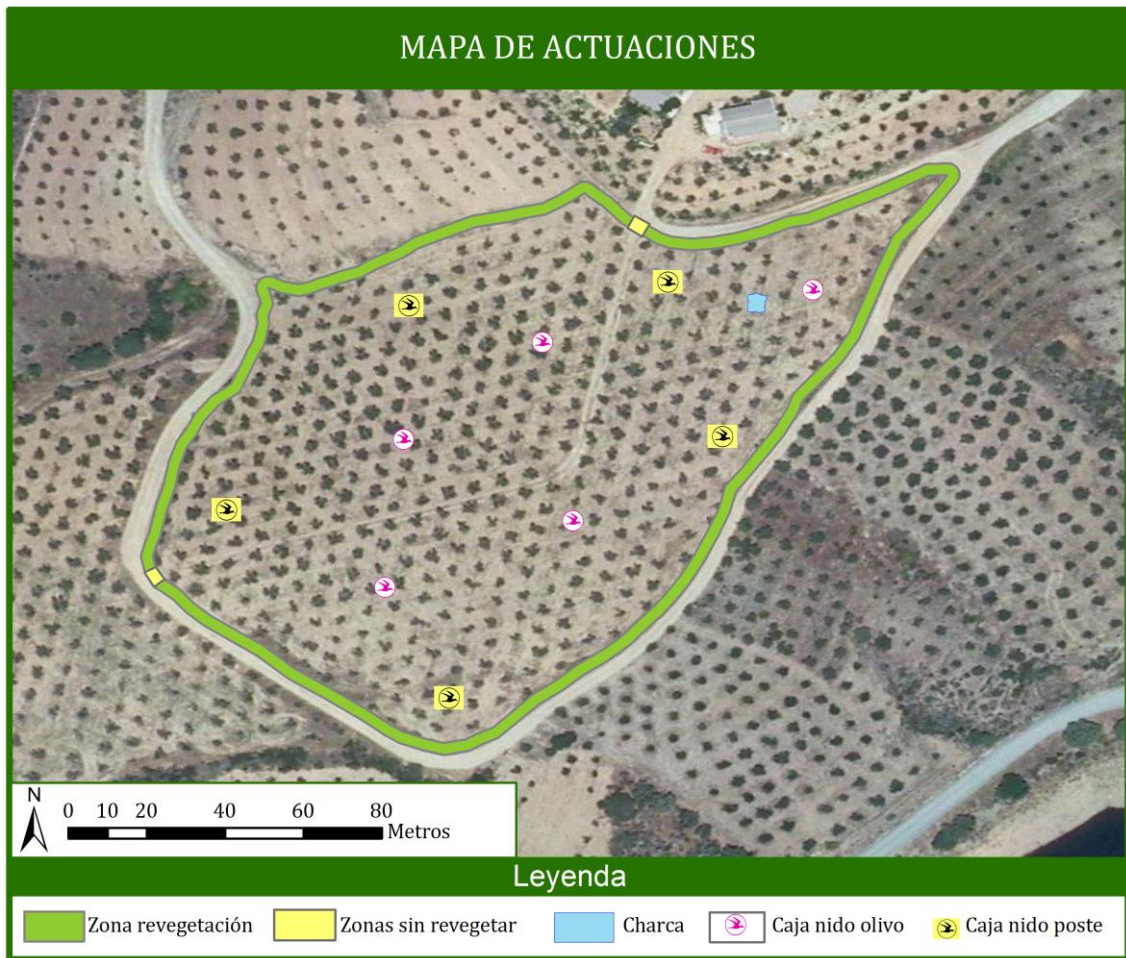 MAPA DE ACTUACIONES
N
0 10 20 40 60 80
Metros
Leyenda
Zona revegetación Zonas sin revegetar Charca Caja nido olivo Caja nido poste